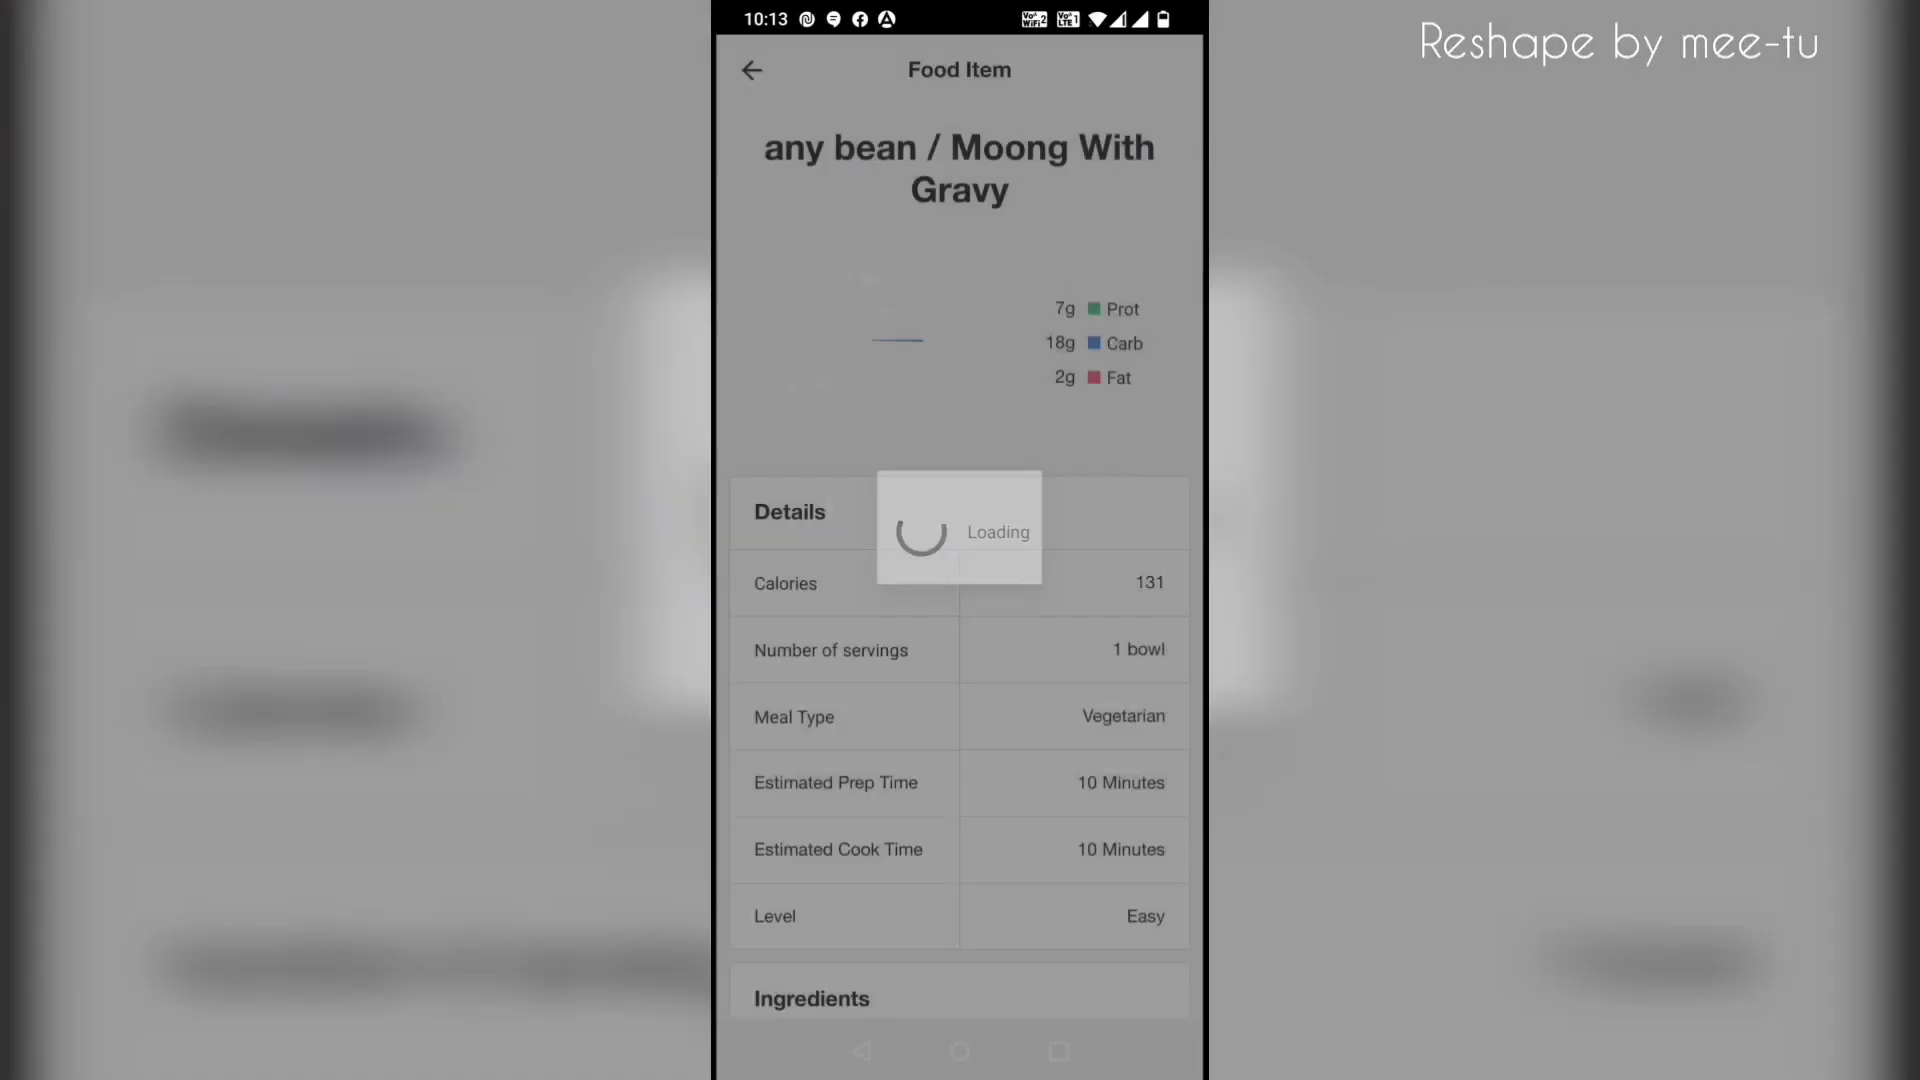 10:13
Reshape by mee-tu
Food Item
any bean / Moong With
Gravy
7g Prot
18g Carb
2g Fat
Details
Loading
Calories 131
Number of servings 1 bowl
Meal Type Vegetarian
Estimated Prep Time 10 Minutes
Estimated Cook Time 10 Minutes
Level Easy
Ingredients